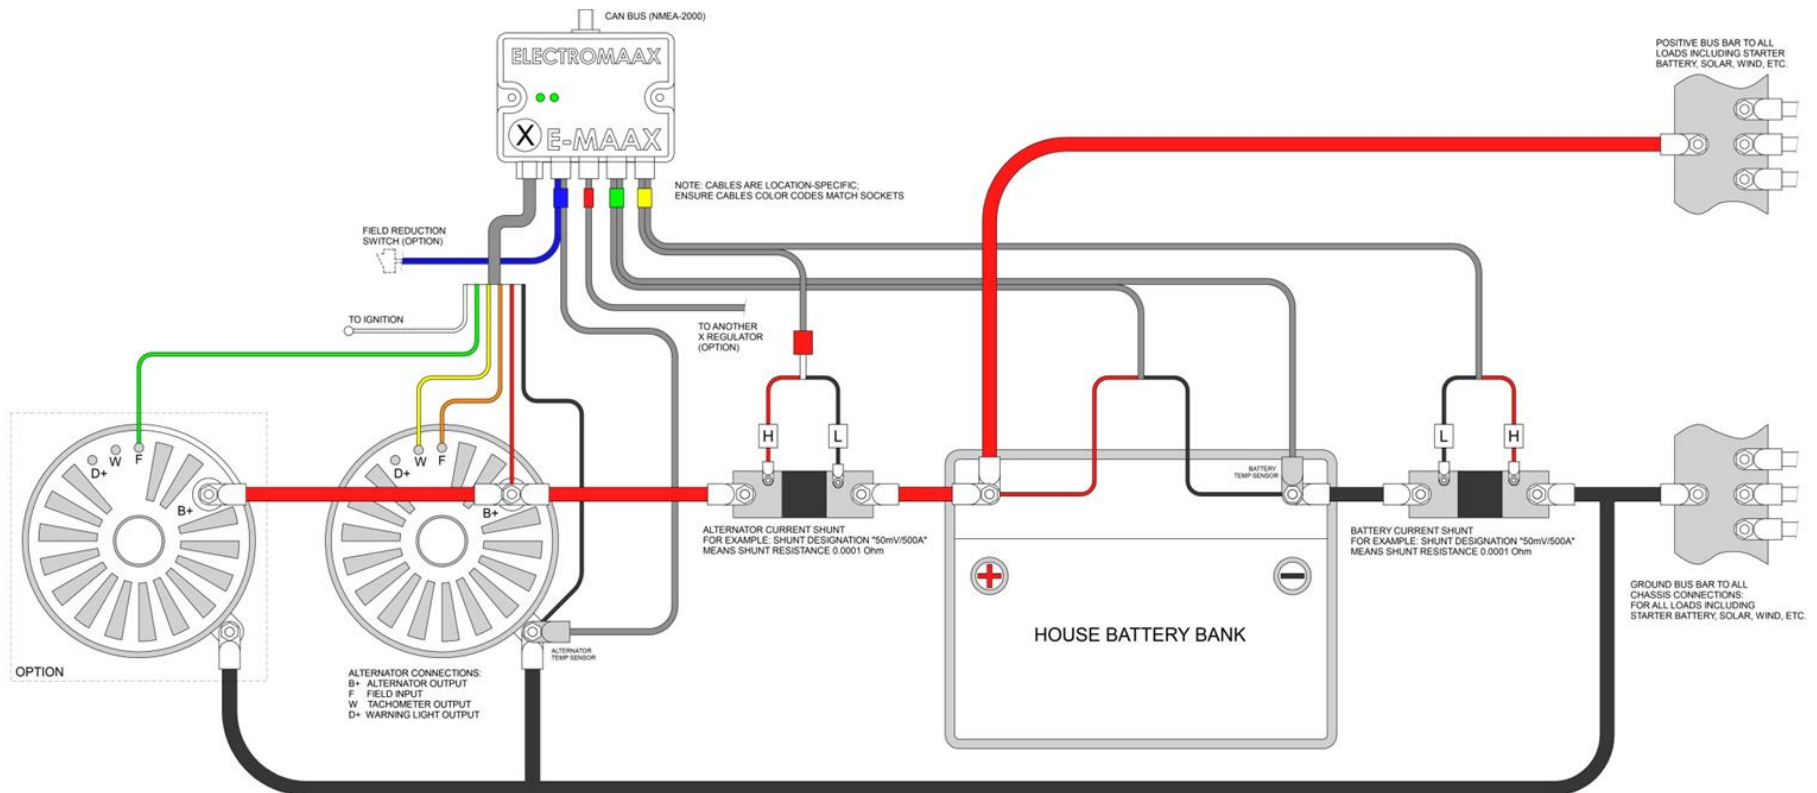 CAN BUS (NMEA-2000)
ELECTROMAAX
X E-MAAX
POSITIVE BUS BAR TO ALL
LOADS INCLUDING STARTER
BATTERY, SOLAR, WIND, ETC.
NOTE: CABLES ARE LOCATION-SPECIFIC;
ENSURE CABLES COLOR CODES MATCH SOCKETS
FIELD REDUCTION
SWITCH (OPTION)
TO IGNITION
TO ANOTHER
X REGULATOR
(OPTION)
H
L
L
H
D+
W
F
B+
D+
W
F
B+
BATTERY
TEMP SENSOR
ALTERNATOR CURRENT SHUNT
FOR EXAMPLE: SHUNT DESIGNATION "50mV/500A"
MEANS SHUNT RESISTANCE 0.0001 Ohm
BATTERY CURRENT SHUNT
FOR EXAMPLE: SHUNT DESIGNATION "50mV/500A"
MEANS SHUNT RESISTANCE 0.0001 Ohm
+
−
GROUND BUS BAR TO ALL
CHASSIS CONNECTIONS:
FOR ALL LOADS INCLUDING
STARTER BATTERY, SOLAR, WIND, ETC.
HOUSE BATTERY BANK
ALTERNATOR
TEMP SENSOR
OPTION
ALTERNATOR CONNECTIONS:
B+ ALTERNATOR OUTPUT
F FIELD INPUT
W TACHOMETER OUTPUT
D+ WARNING LIGHT OUTPUT